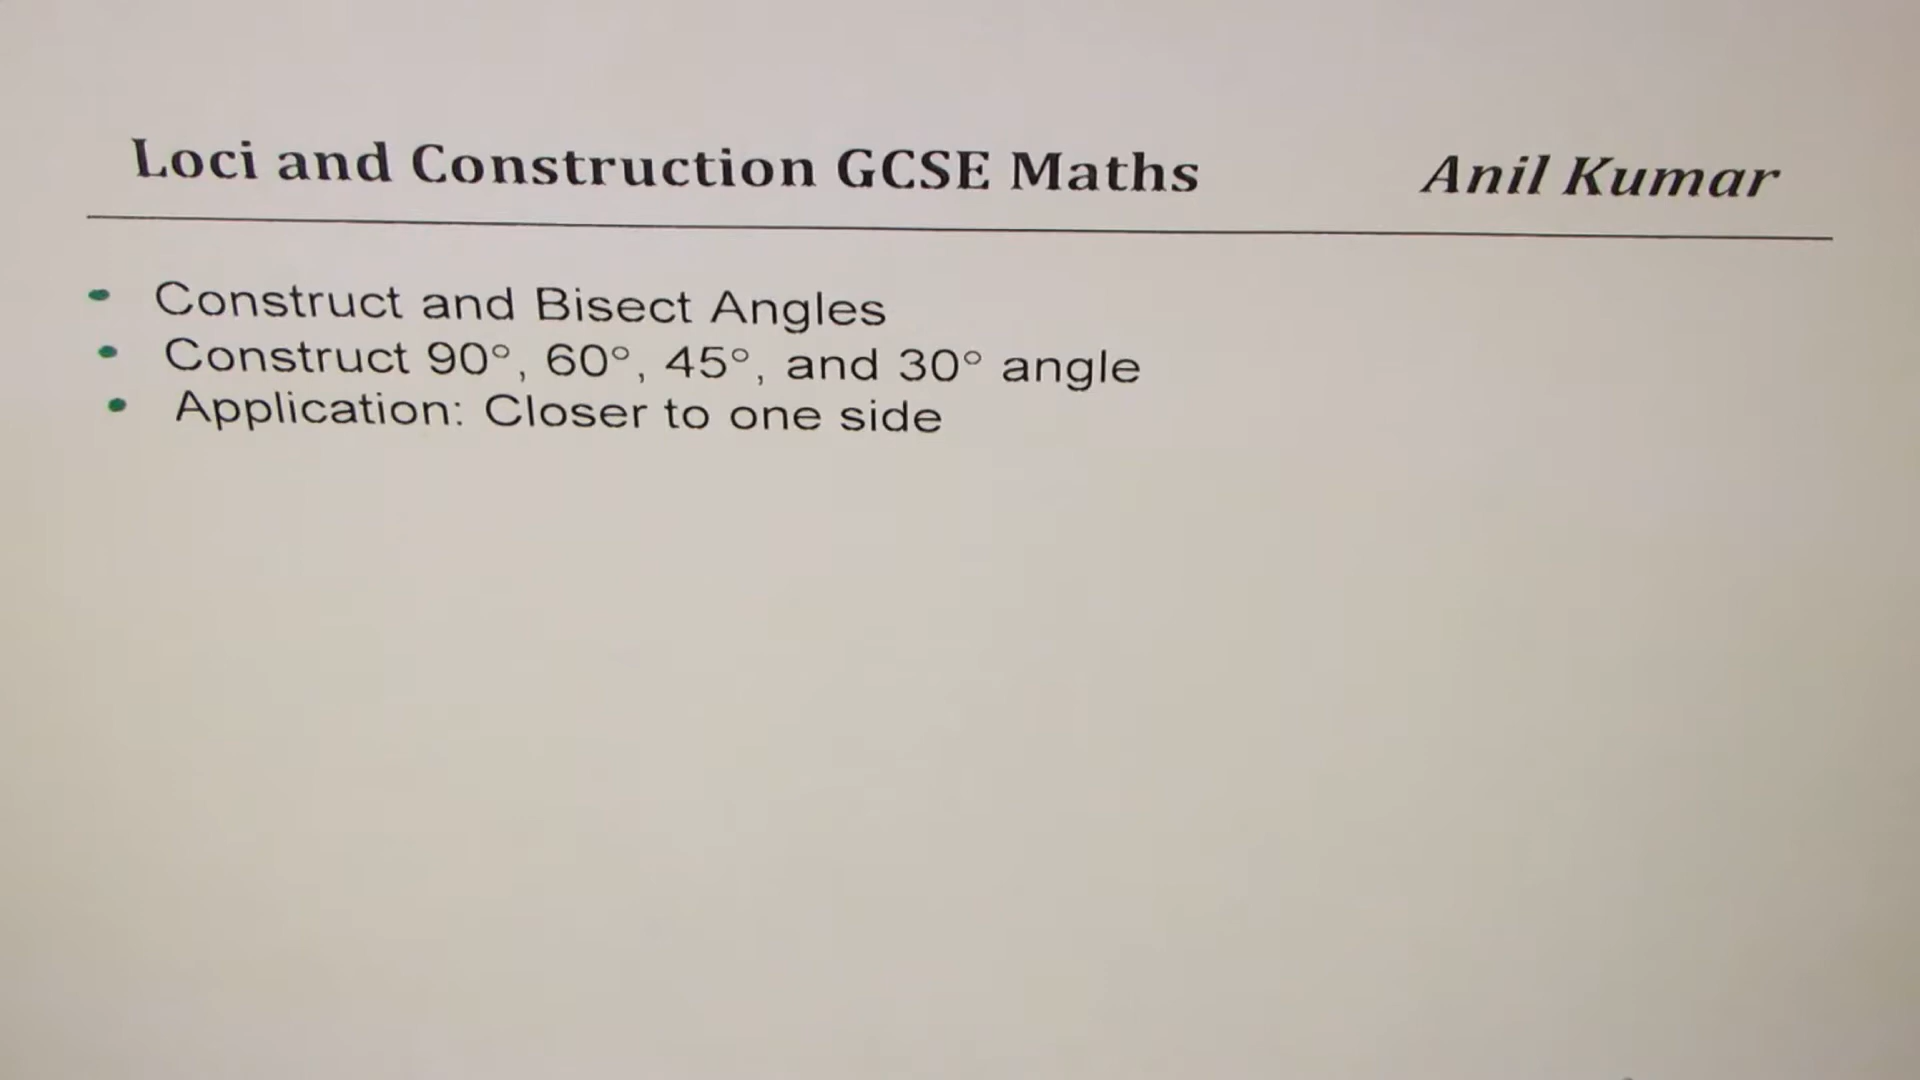 Loci and Construction GCSE Maths Anil Kumar
• Construct and Bisect Angles
• Construct 90°, 60°, 45°, and 30° angle
• Application: Closer to one side